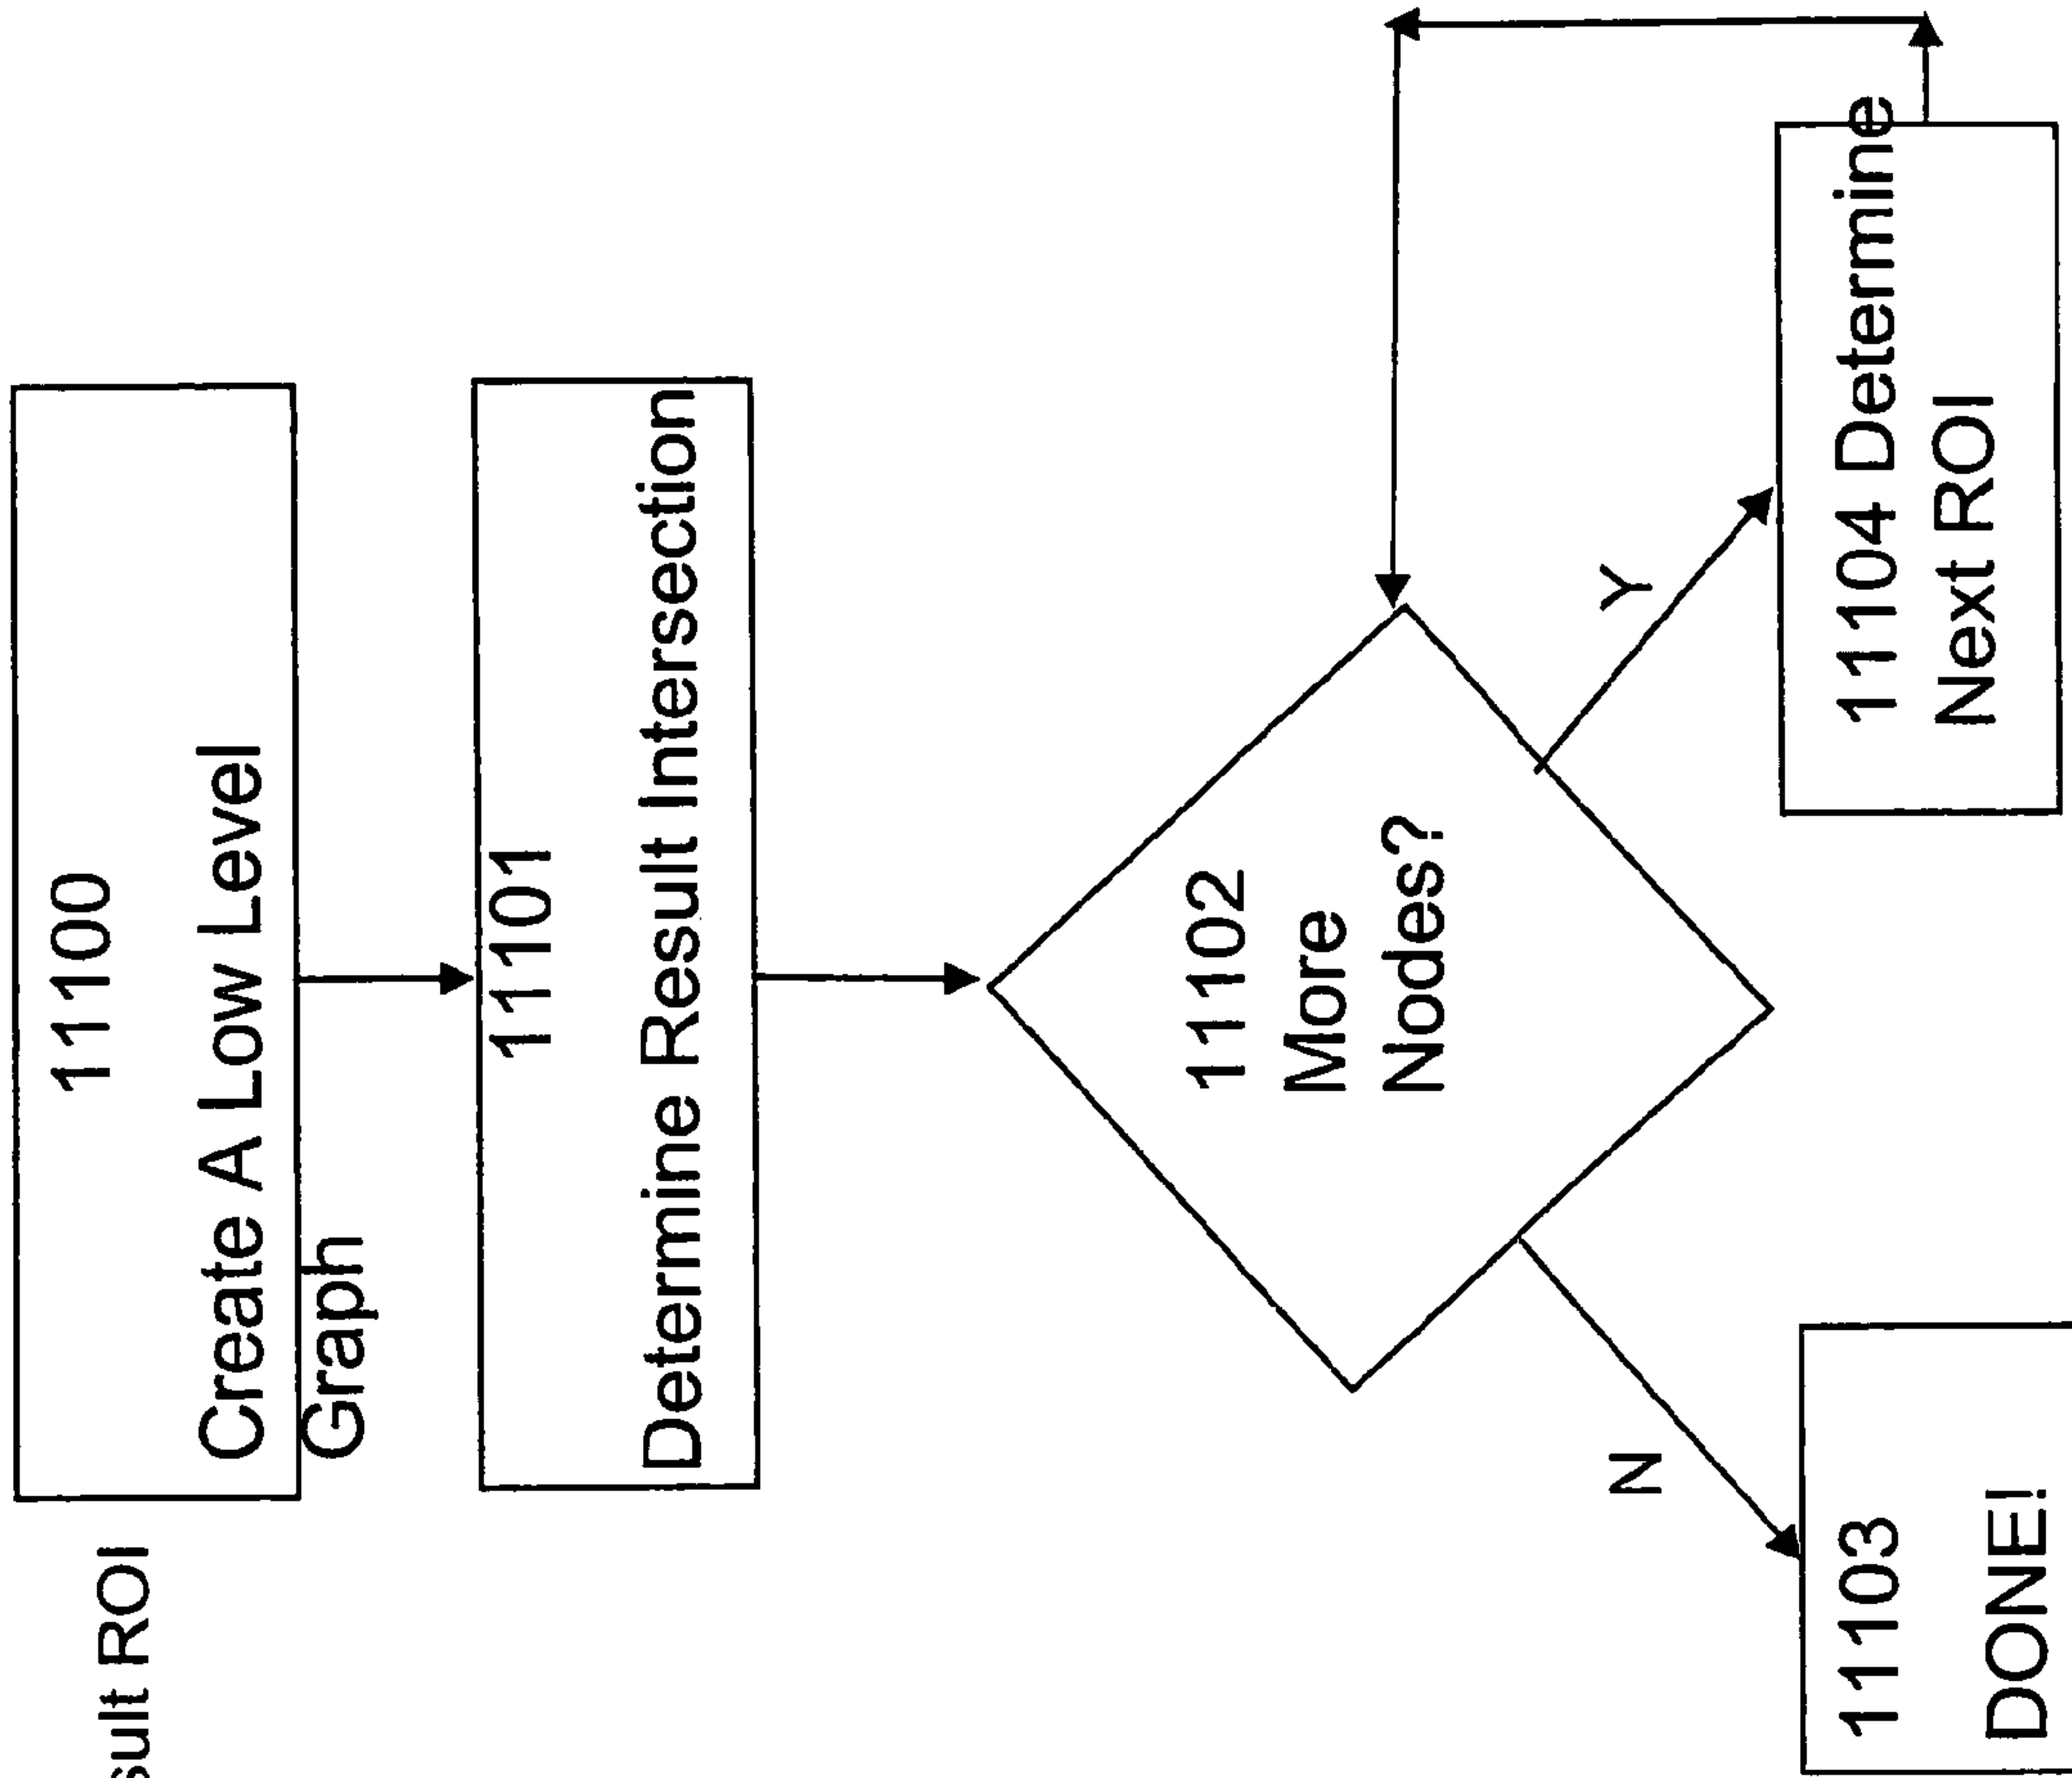 ROI
11100
Create A Low Level
Graph
11101
Determine Result Intersection
11102
More
Nodes?
Y
N
11104 Determine
Next ROI
11103
DONE!